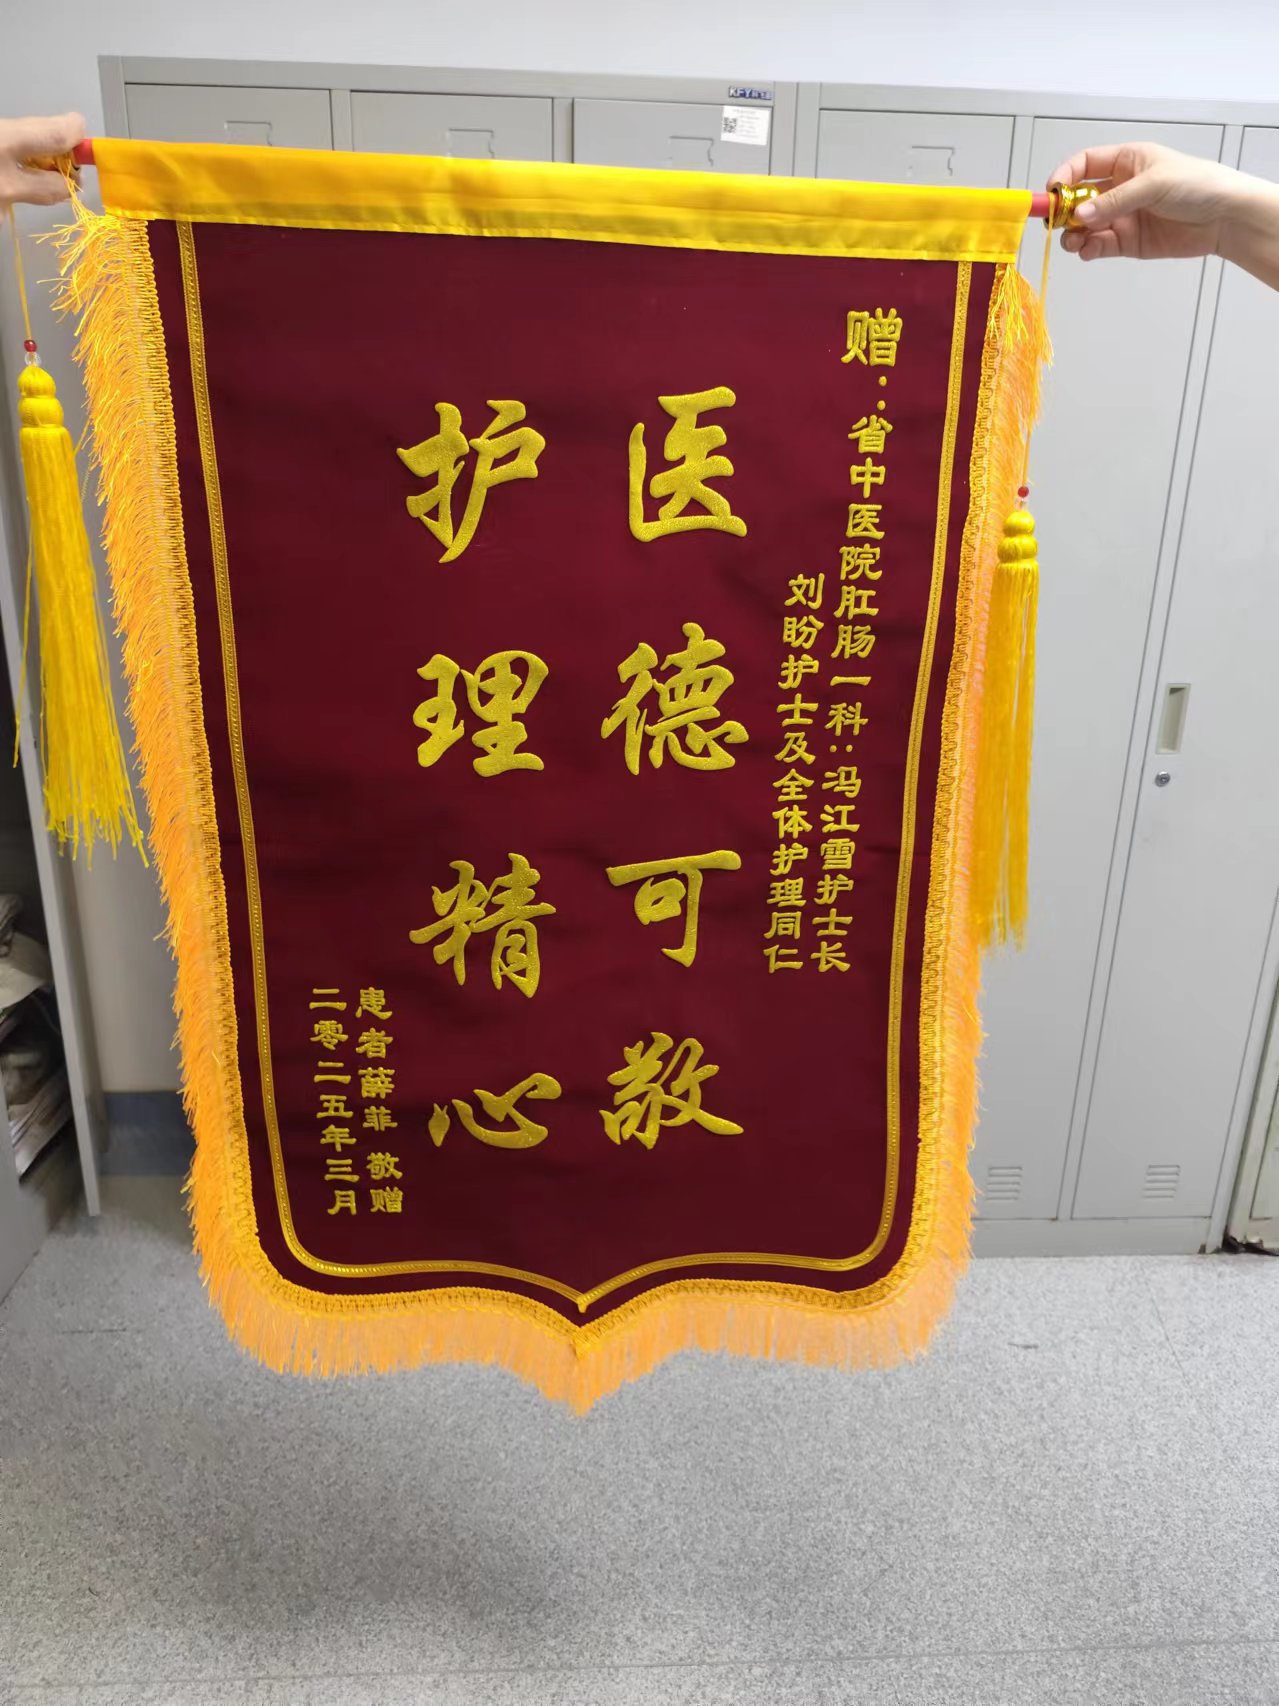 赠：省中医院肛肠一科：冯江雪护士长
刘盼护士及全体护理同仁
医德可敬
护理精心
患者薛菲 敬赠
二零二五年三月